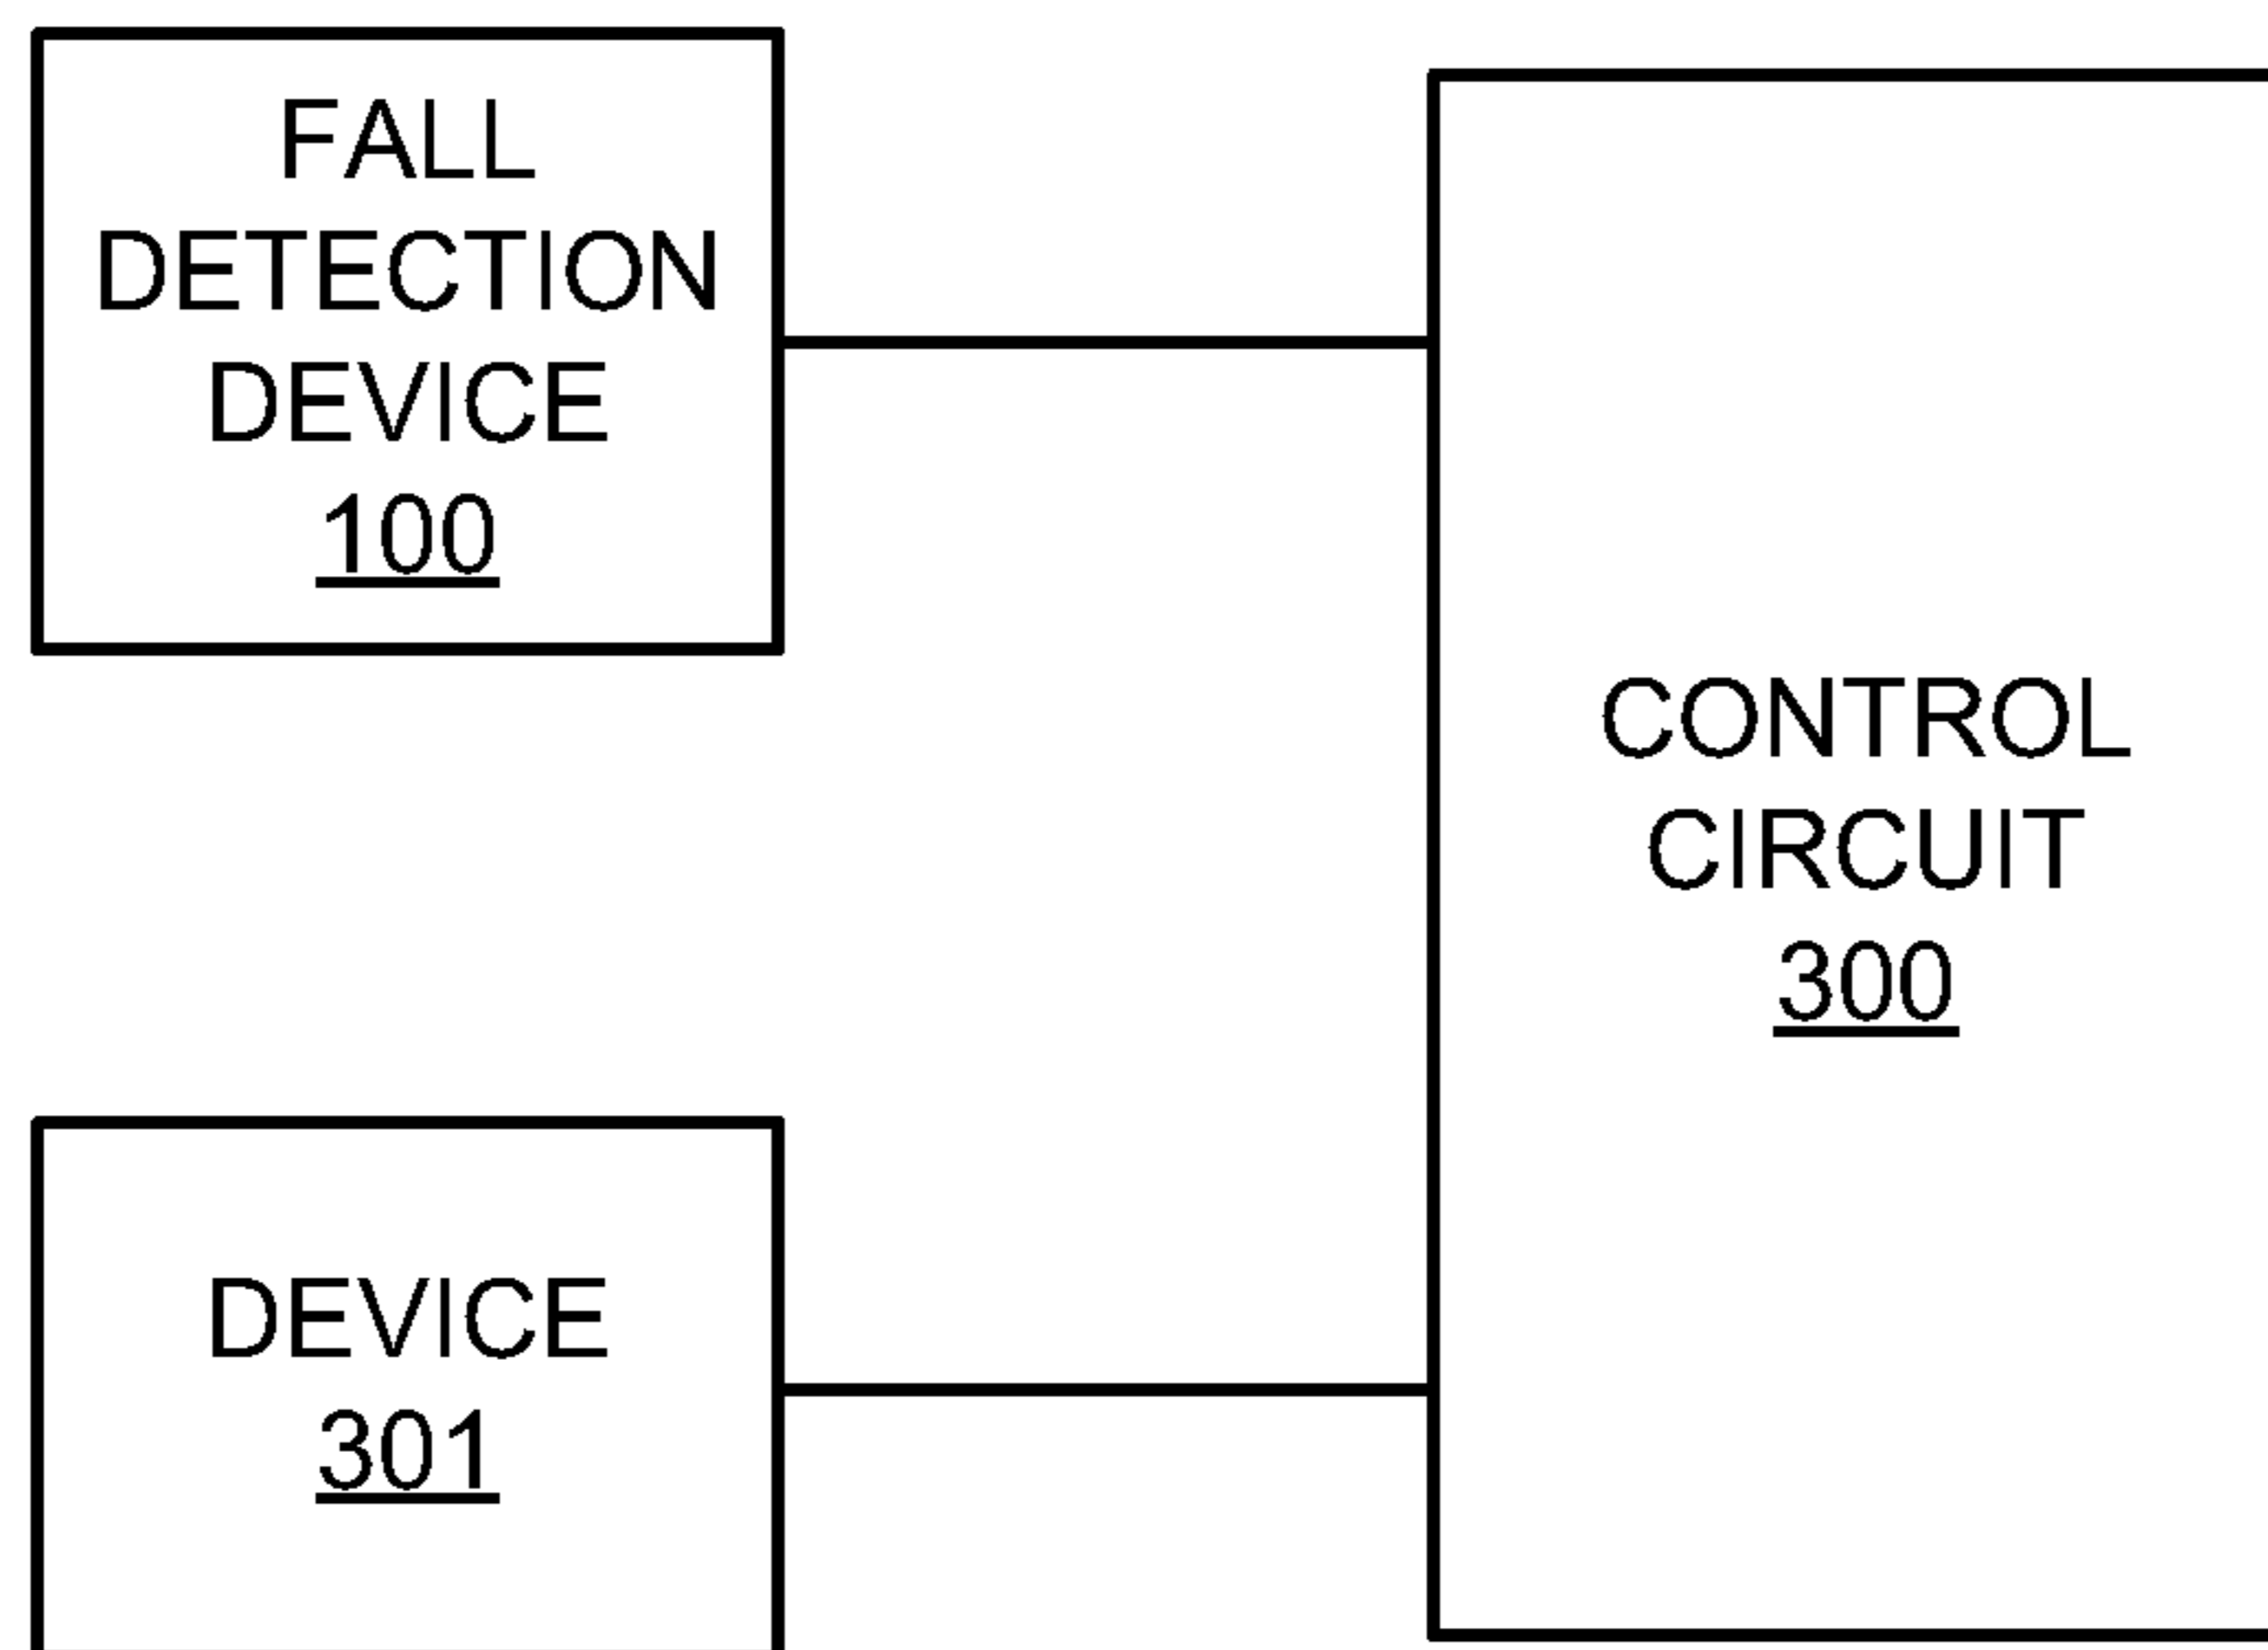 FALL
DETECTION
DEVICE
100
CONTROL
CIRCUIT
300
DEVICE
301